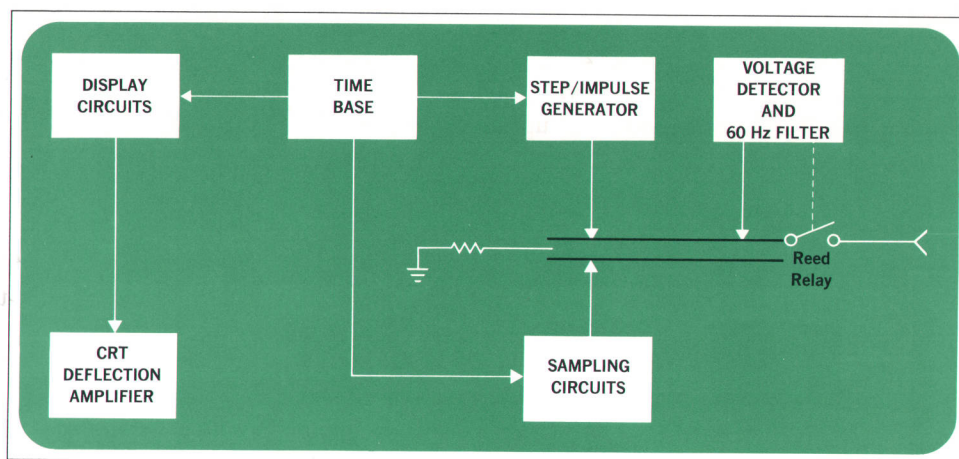 DISPLAY
CIRCUITS
TIME
BASE
STEP/IMPULSE
GENERATOR
VOLTAGE
DETECTOR
AND
60 Hz FILTER
Reed
Relay
CRT
DEFLECTION
AMPLIFIER
SAMPLING
CIRCUITS